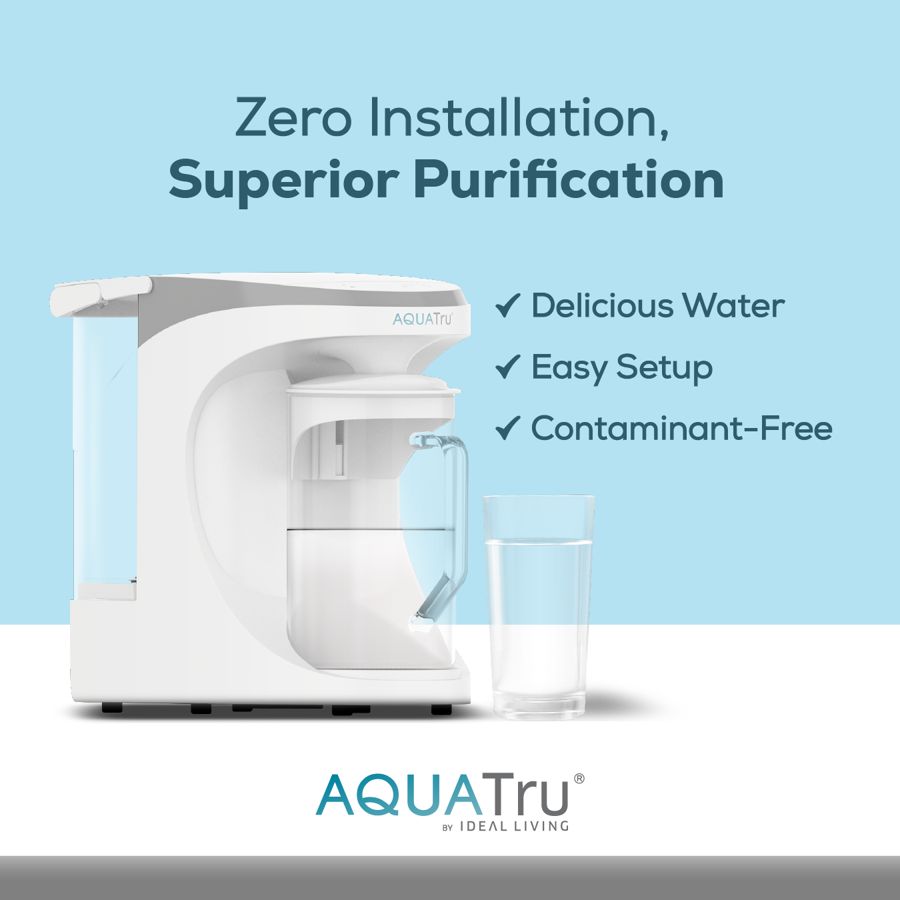 Zero Installation,
Superior Purification
AQUATru
✓ Delicious Water
✓ Easy Setup
✓ Contaminant-Free
AQUATru®
BY IDEAL LIVING